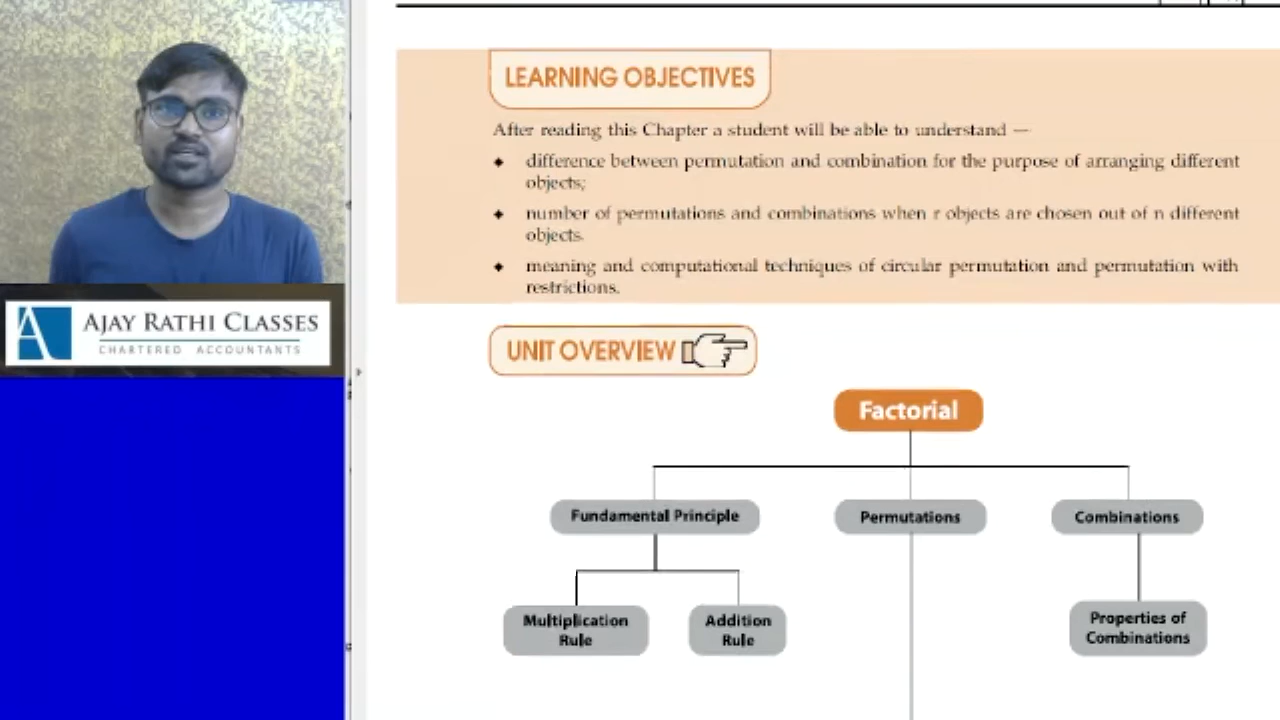 LEARNING OBJECTIVES
After reading this Chapter a student will be able to understand —
difference between permutation and combination for the purpose of arranging different
objects;
number of permutations and combinations when r objects are chosen out of n different
objects.
meaning and computational techniques of circular permutation and permutation with
restrictions.
AJAY RATHI CLASSES
CHARTERED ACCOUNTANTS
UNIT OVERVIEW
Factorial
Fundamental Principle
Permutations
Combinations
Multiplication
Rule
Addition
Rule
Properties of
Combinations